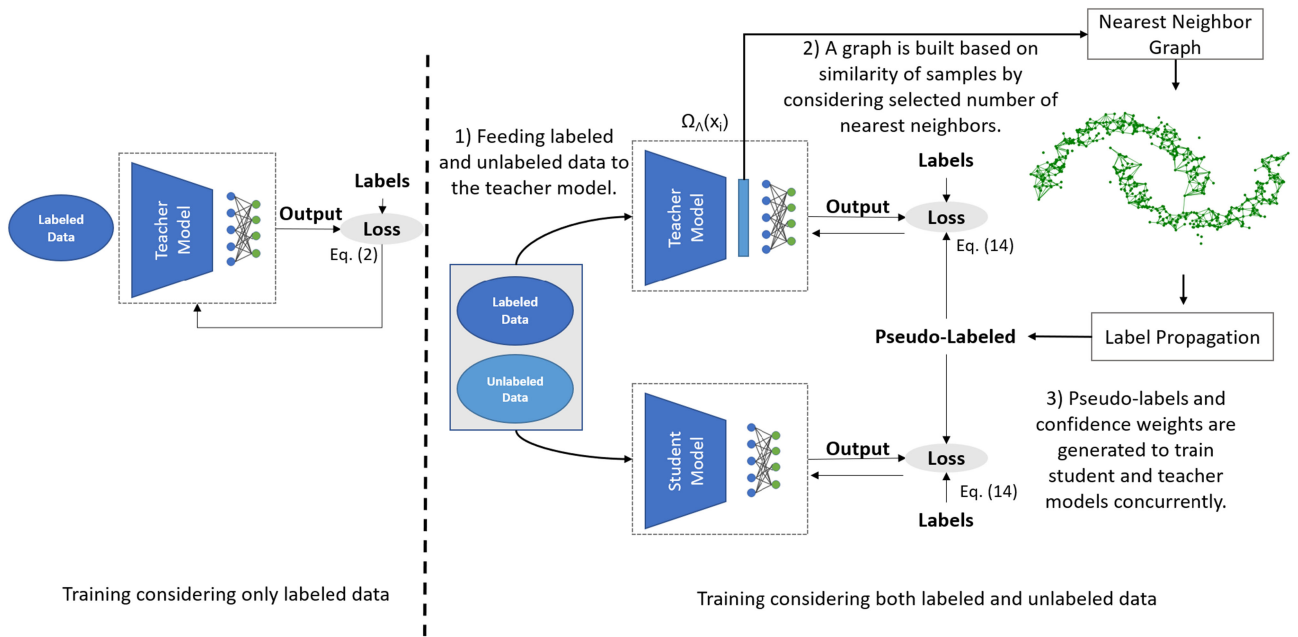 Labeled
Data
Teacher
Model
Output
Labels
Loss
Eq. (2)
Training considering only labeled data
1) Feeding labeled
and unlabeled data to
the teacher model.
Labeled
Data
Unlabeled
Data
Ω_Λ(x_i)
Teacher
Model
Output
Labels
Loss
Eq. (14)
2) A graph is built based on
similarity of samples by
considering selected number of
nearest neighbors.
Nearest Neighbor
Graph
Label Propagation
Pseudo-Labeled
Student
Model
Output
Loss
Eq. (14)
Labels
3) Pseudo-labels and
confidence weights are
generated to train
student and teacher
models concurrently.
Training considering both labeled and unlabeled data